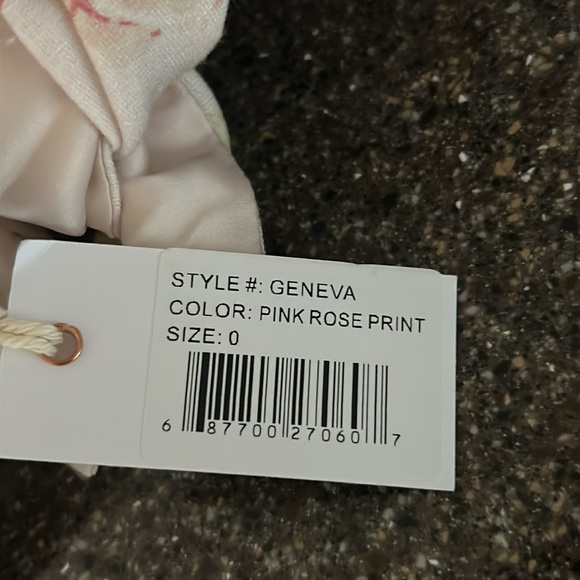 STYLE #: GENEVA
COLOR: PINK ROSE PRINT
SIZE: 0
6 87700 27060 7